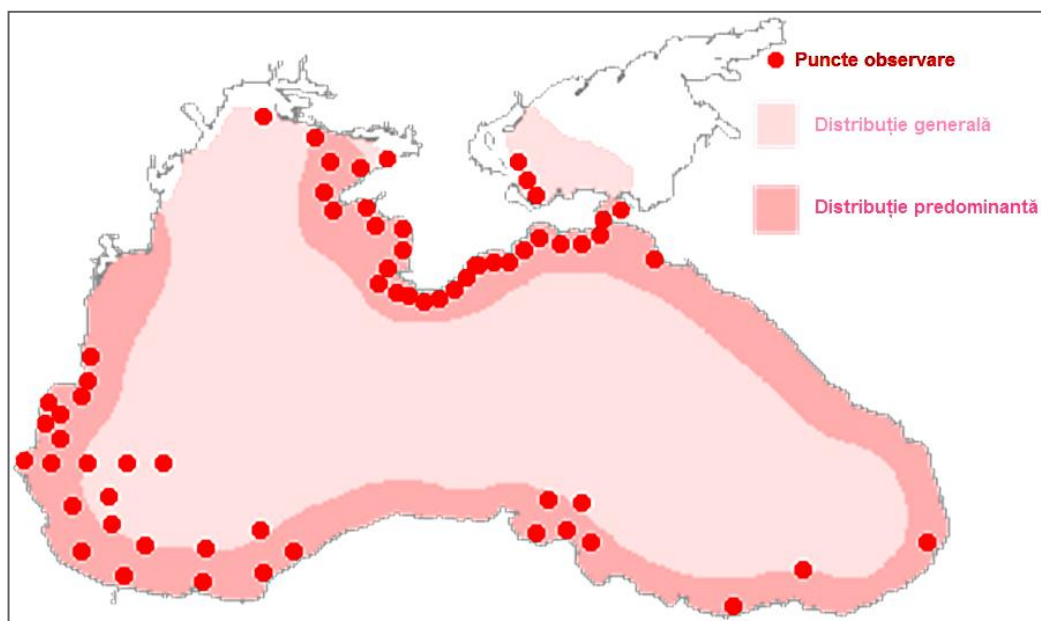 Puncte observare
Distribuție generală
Distribuție predominantă